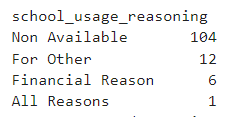 school_usage_reasoning
Non Available 104
For Other 12
Financial Reason 6
All Reasons 1